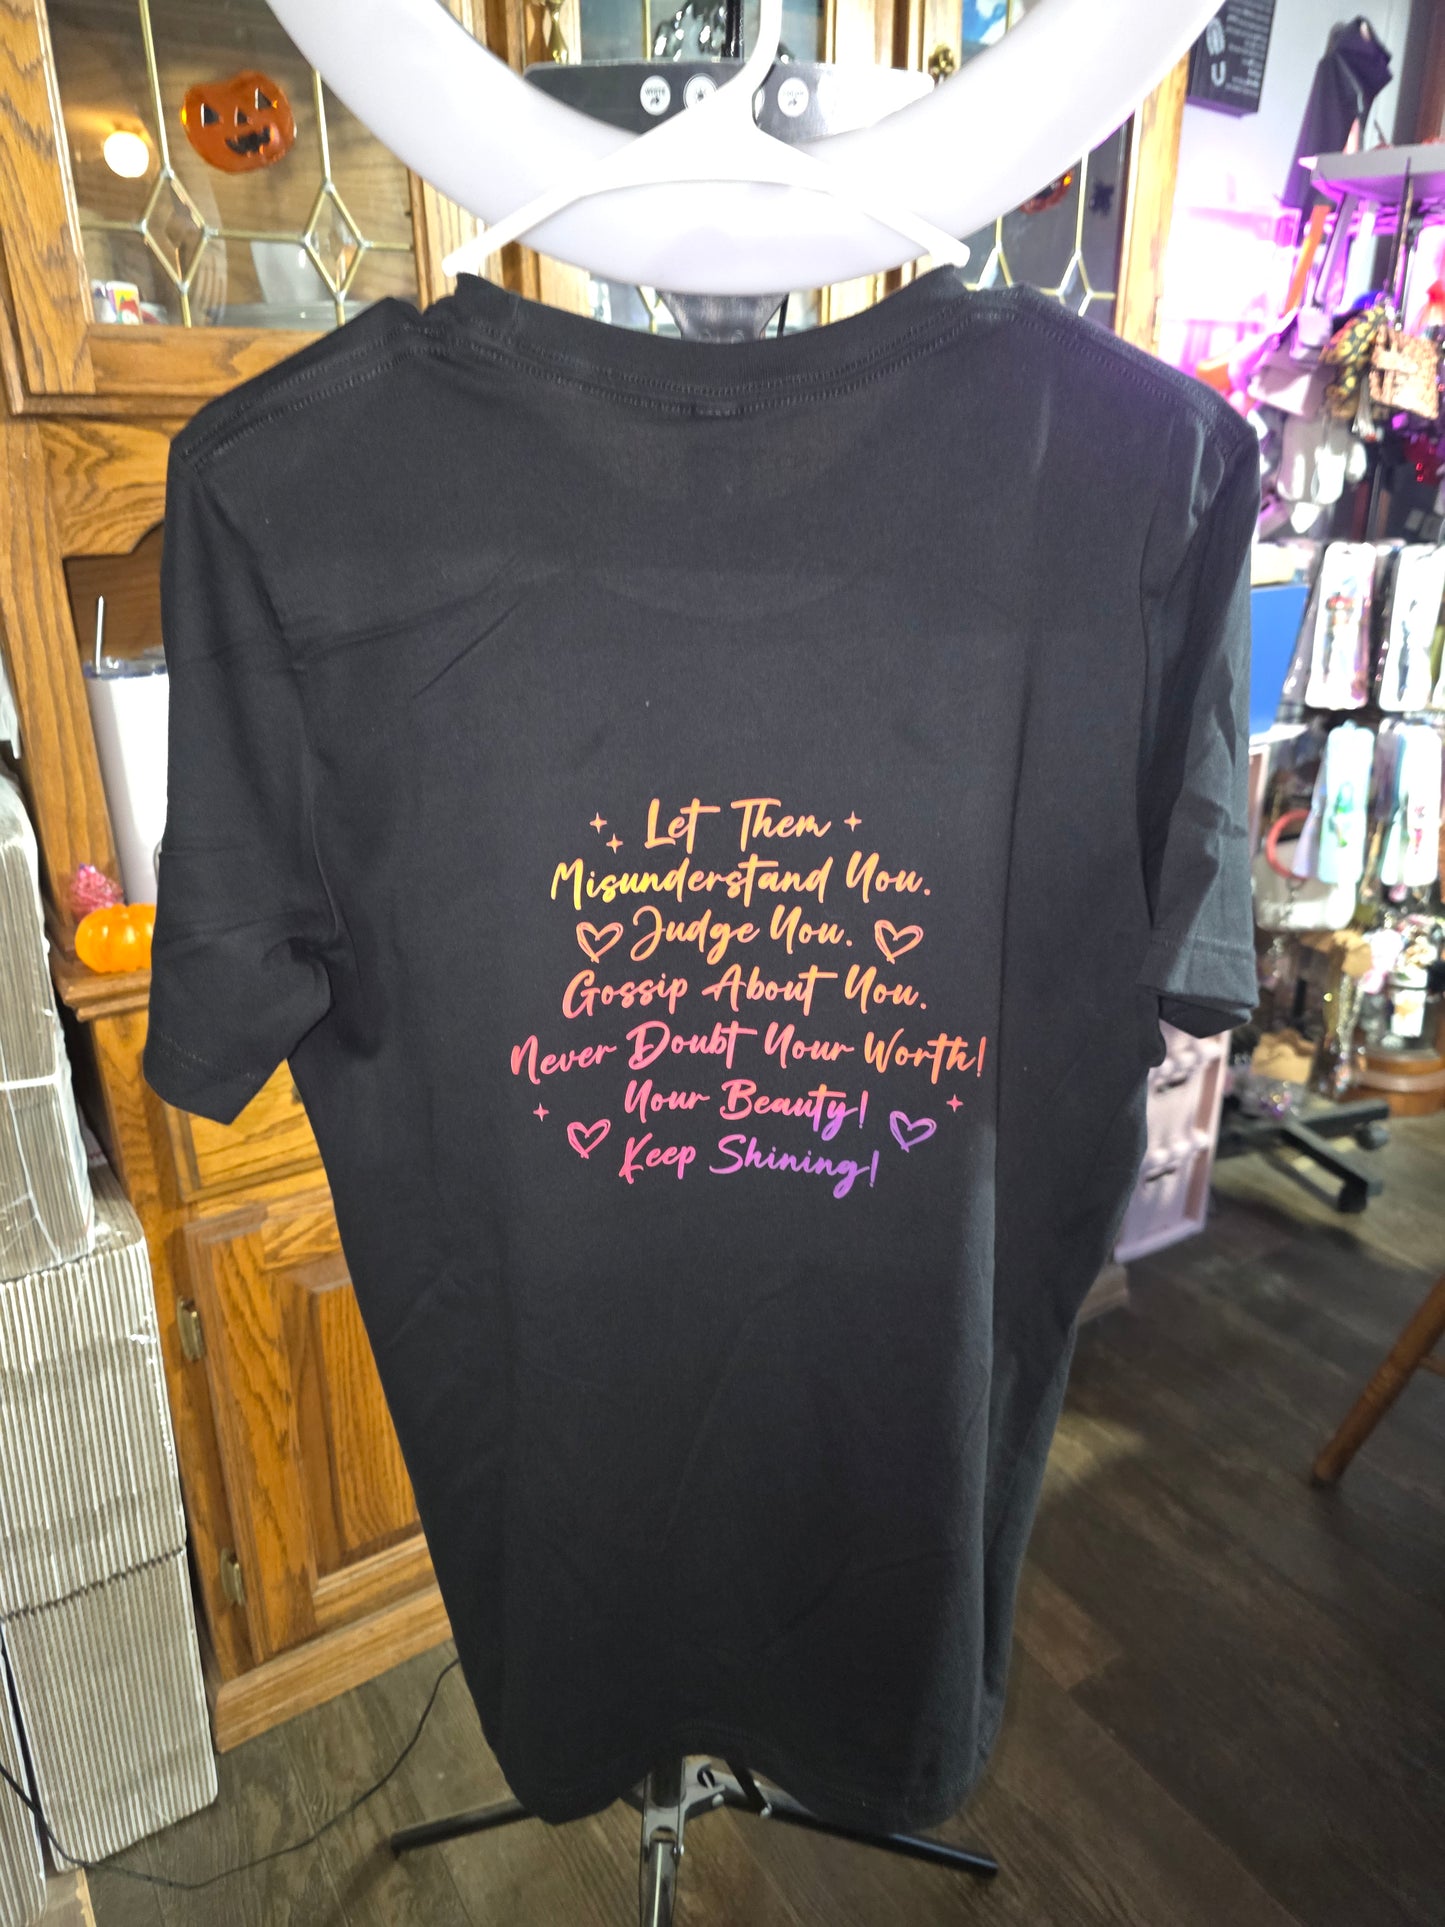 Let Them
Misunderstand You.
Judge You.
Gossip About You.
Never Doubt Your Worth!
Your Beauty!
Keep Shining!